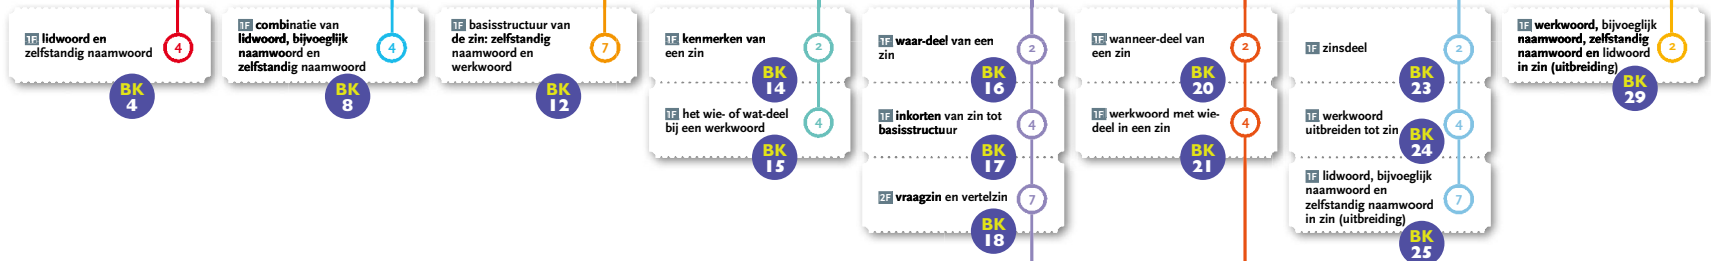 1F lidwoord en
zelfstandig naamwoord
4
BK
4
1F combinatie van
lidwoord, bijvoeglijk
naamwoord en
zelfstandig naamwoord
4
BK
8
1F basisstructuur van
de zin: zelfstandig
naamwoord en
werkwoord
7
BK
12
1F kenmerken van
een zin
2
BK
14
1F het wie- of wat-deel
bij een werkwoord
4
BK
15
1F waar-deel van een
zin
2
BK
16
1F inkorten van zin tot
basisstructuur
4
BK
17
2F vraagzin en vertelzin
7
BK
18
1F wanneer-deel van
een zin
2
BK
20
1F werkwoord met wie-
deel in een zin
4
BK
21
1F zinsdeel
2
BK
23
1F werkwoord
uitbreiden tot zin
4
BK
24
1F lidwoord, bijvoeglijk
naamwoord en
zelfstandig naamwoord
in zin (uitbreiding)
7
BK
25
1F werkwoord, bijvoeglijk
naamwoord, zelfstandig
naamwoord en lidwoord
in zin (uitbreiding)
2
BK
29